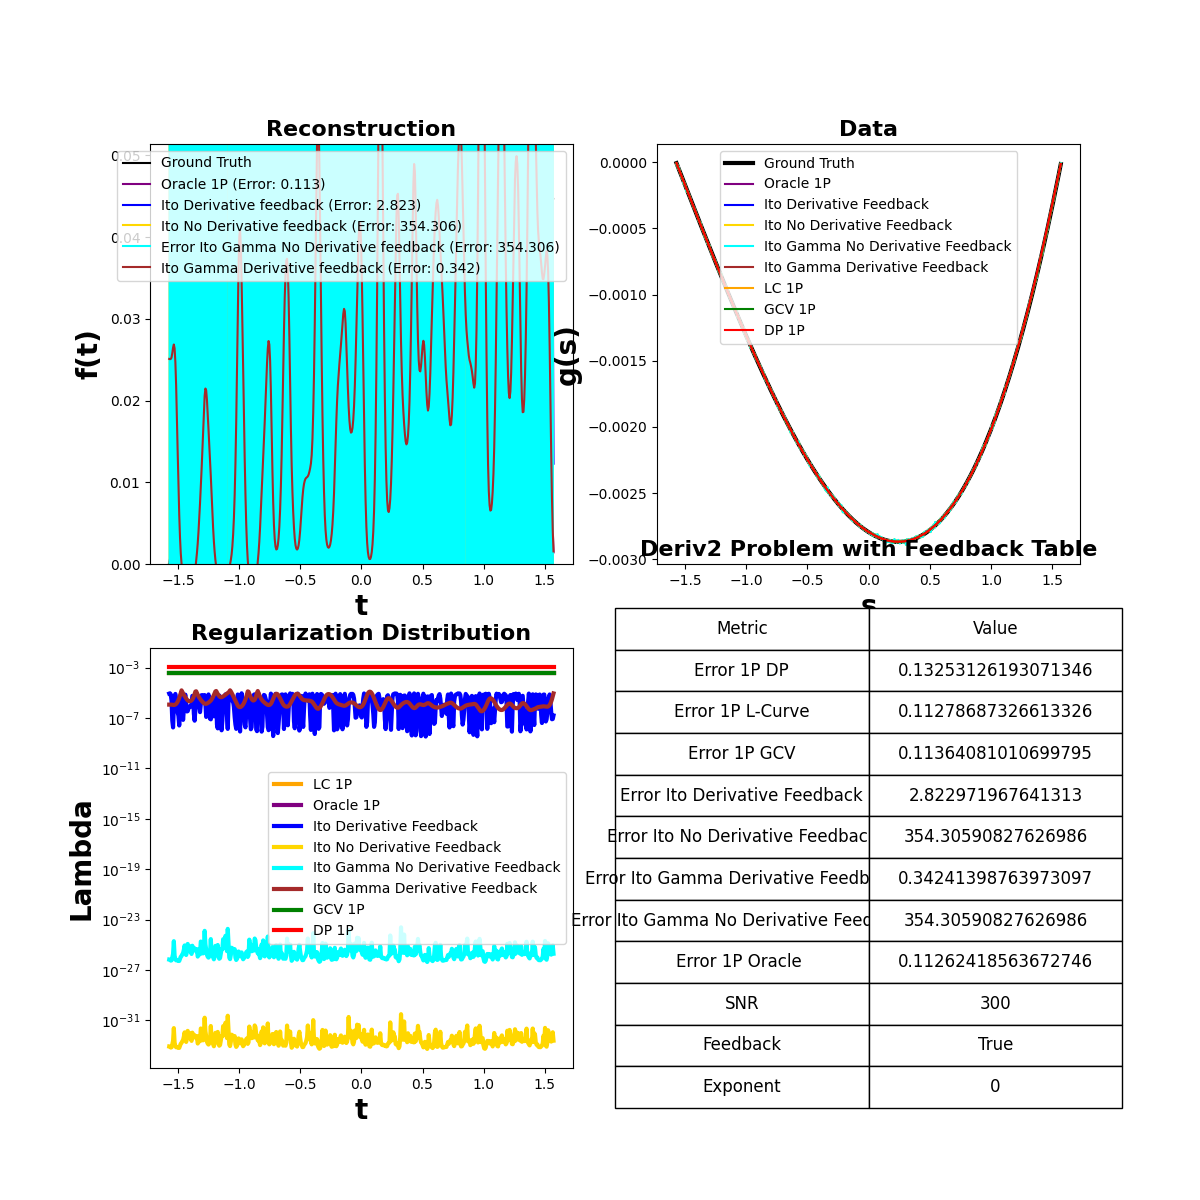 Reconstruction
0.05
0.04
0.03
0.02
0.01
0.00
f(t)
Ground Truth
Oracle 1P (Error: 0.113)
Ito Derivative feedback (Error: 2.823)
Ito No Derivative feedback (Error: 354.306)
Error Ito Gamma No Derivative feedback (Error: 354.306)
Ito Gamma Derivative feedback (Error: 0.342)
−1.5 −1.0 −0.5 0.0 0.5 1.0 1.5
t
Data
0.0000
−0.0005
−0.0010
−0.0015
−0.0020
−0.0025
−0.0030
g(s)
Ground Truth
Oracle 1P
Ito Derivative Feedback
Ito No Derivative Feedback
Ito Gamma No Derivative Feedback
Ito Gamma Derivative Feedback
LC 1P
GCV 1P
DP 1P
−1.5 −1.0 −0.5 0.0 0.5 1.0 1.5
s
Regularization Distribution
10−3
10−7
10−11
10−15
10−19
10−23
10−27
10−31
Lambda
LC 1P
Oracle 1P
Ito Derivative Feedback
Ito No Derivative Feedback
Ito Gamma No Derivative Feedback
Ito Gamma Derivative Feedback
GCV 1P
DP 1P
−1.5 −1.0 −0.5 0.0 0.5 1.0 1.5
t
Deriv2 Problem with Feedback Table
Metric Value
Error 1P DP 0.13253126193071346
Error 1P L-Curve 0.11278687326613326
Error 1P GCV 0.11364081010699795
Error Ito Derivative Feedback 2.822971967641313
Error Ito No Derivative Feedbac 354.30590827626986
Error Ito Gamma Derivative Feedb 0.34241398763973097
Error Ito Gamma No Derivative Feed 354.30590827626986
Error 1P Oracle 0.11262418563672746
SNR 300
Feedback True
Exponent 0